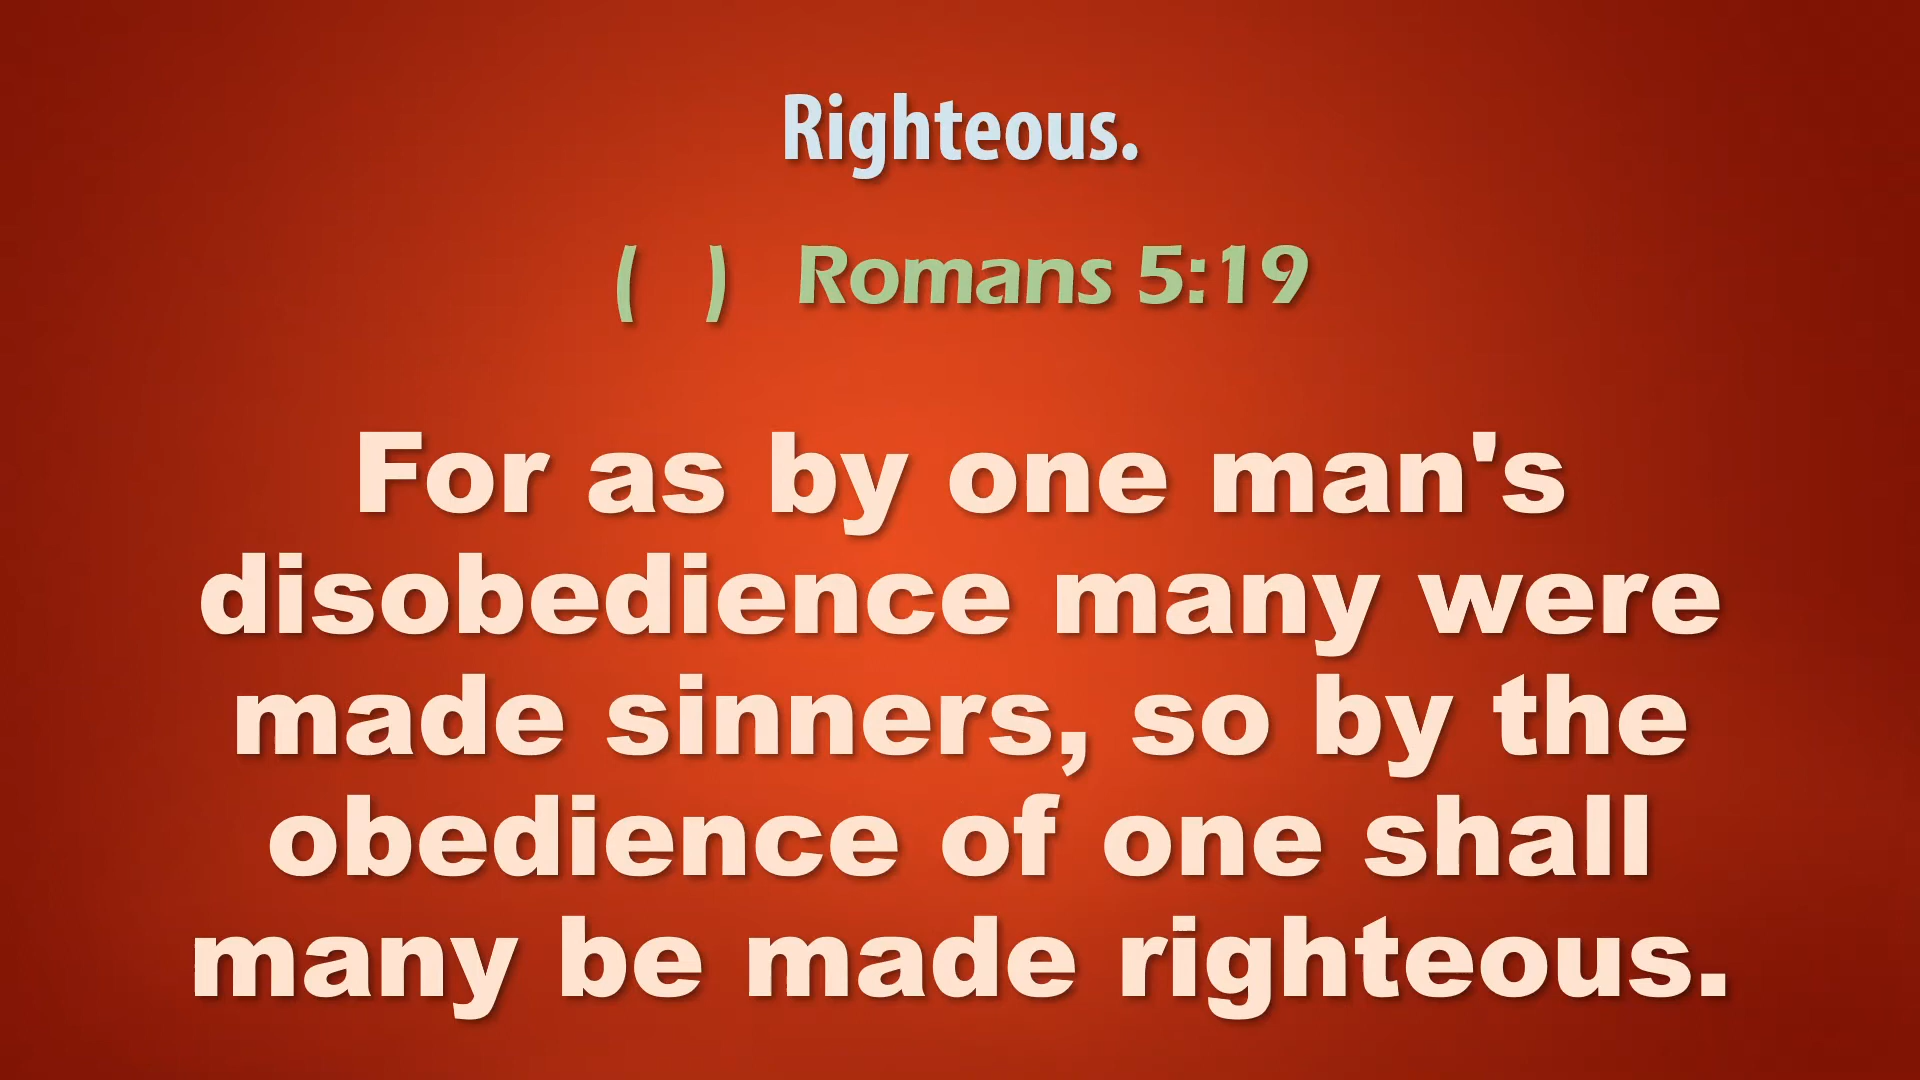 Righteous.
( ) Romans 5:19
For as by one man's
disobedience many were
made sinners, so by the
obedience of one shall
many be made righteous.